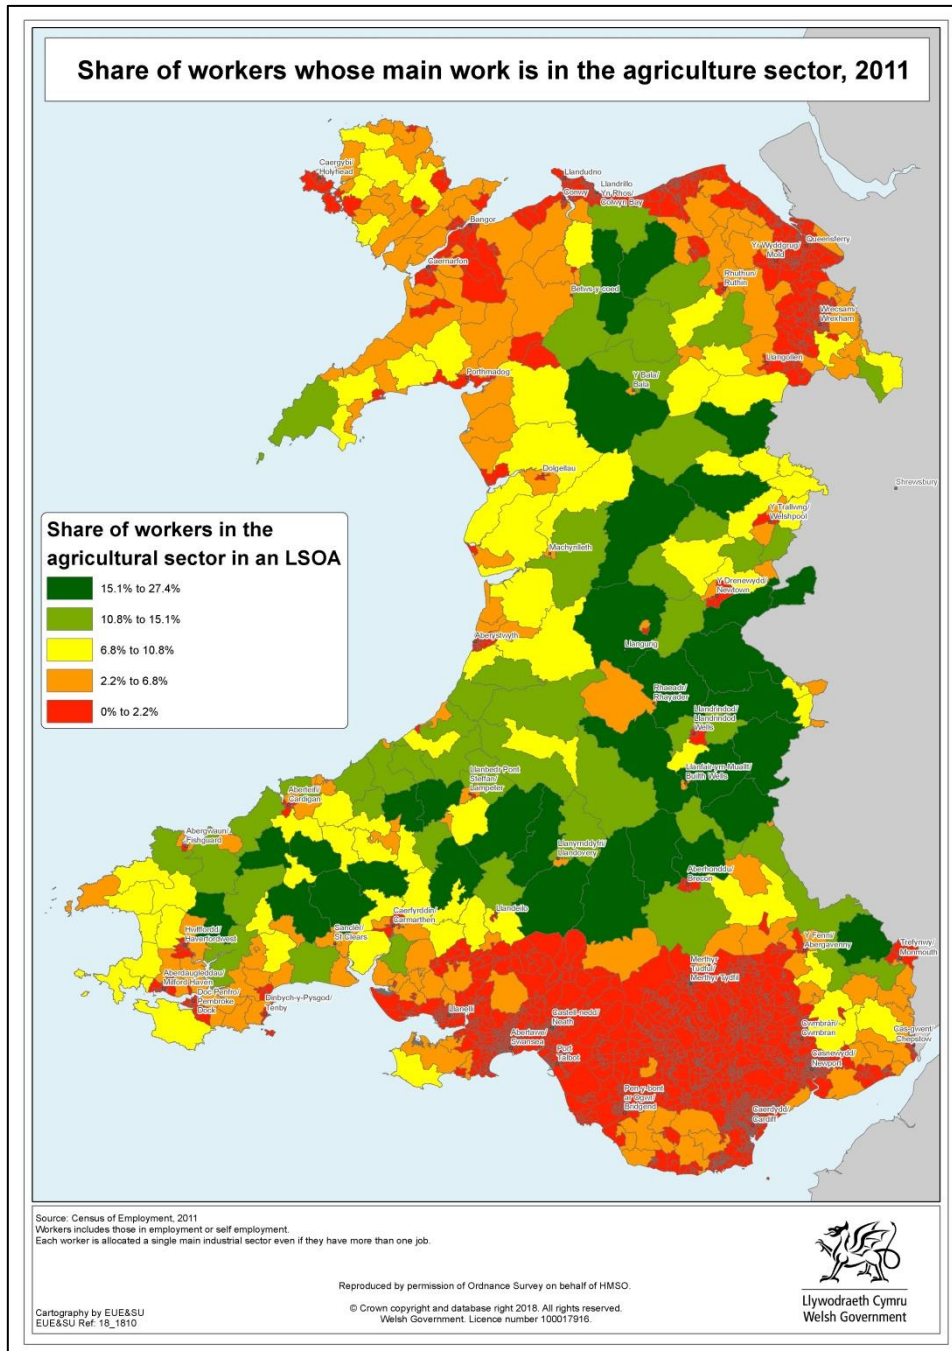 Share of workers whose main work is in the agriculture sector, 2011
Caergybi/
Holyhead
Llandudno
Conwy
Llandrillo
Yn Rhos/
Colwyn Bay
Bangor
Caernarfon
Yr Wyddgrug/
Mold
Queensferry
Rhuthun/
Ruthin
Betws-y-coed
Wrecsam/
Wrexham
Llangollen
Porthmadog
Y Bala/
Bala
Dolgellau
Shrewsbury
Y Trallwng/
Welshpool
Machynlleth
Y Drenewydd/
Newtown
Share of workers in the
agricultural sector in an LSOA
15.1% to 27.4%
10.8% to 15.1%
6.8% to 10.8%
2.2% to 6.8%
0% to 2.2%
Aberystwyth
Llangurig
Rhaeadr/
Rhayader
Llandrindod/
Llandrindod
Wells
Llanfair-ym-Muallt/
Builth Wells
Llanbedr Pont
Steffan/
Lampeter
Aberteifi/
Cardigan
Abergwaun/
Fishguard
Llanymddyfri/
Llandovery
Aberhonddu/
Brecon
Llandeilo
Caerfyrddin/
Carmarthen
Sanclêr/
St Clears
Hwlffordd/
Haverfordwest
Aberdaugleddau/
Milford Haven
Doc Penfro/
Pembroke
Dock
Dinbych-y-Pysgod/
Tenby
Y Fenni/
Abergavenny
Trefynwy/
Monmouth
Merthyr
Tudful/
Merthyr Tydfil
Llanelli
Castell-nedd/
Neath
Abertawe/
Swansea
Port
Talbot
Cwmbrân/
Cwmbran
Cas-gwent/
Chepstow
Casnewydd/
Newport
Pen-y-bont
ar Ogwr/
Bridgend
Caerdydd/
Cardiff
Source: Census of Employment, 2011
Workers includes those in employment or self employment.
Each worker is allocated a single main industrial sector even if they have more than one job.
Reproduced by permission of Ordnance Survey on behalf of HMSO.
© Crown copyright and database right 2018. All rights reserved.
Welsh Government. Licence number 100017916.
Cartography by EUE&SU
EUE&SU Ref: 18_1810
Llywodraeth Cymru
Welsh Government